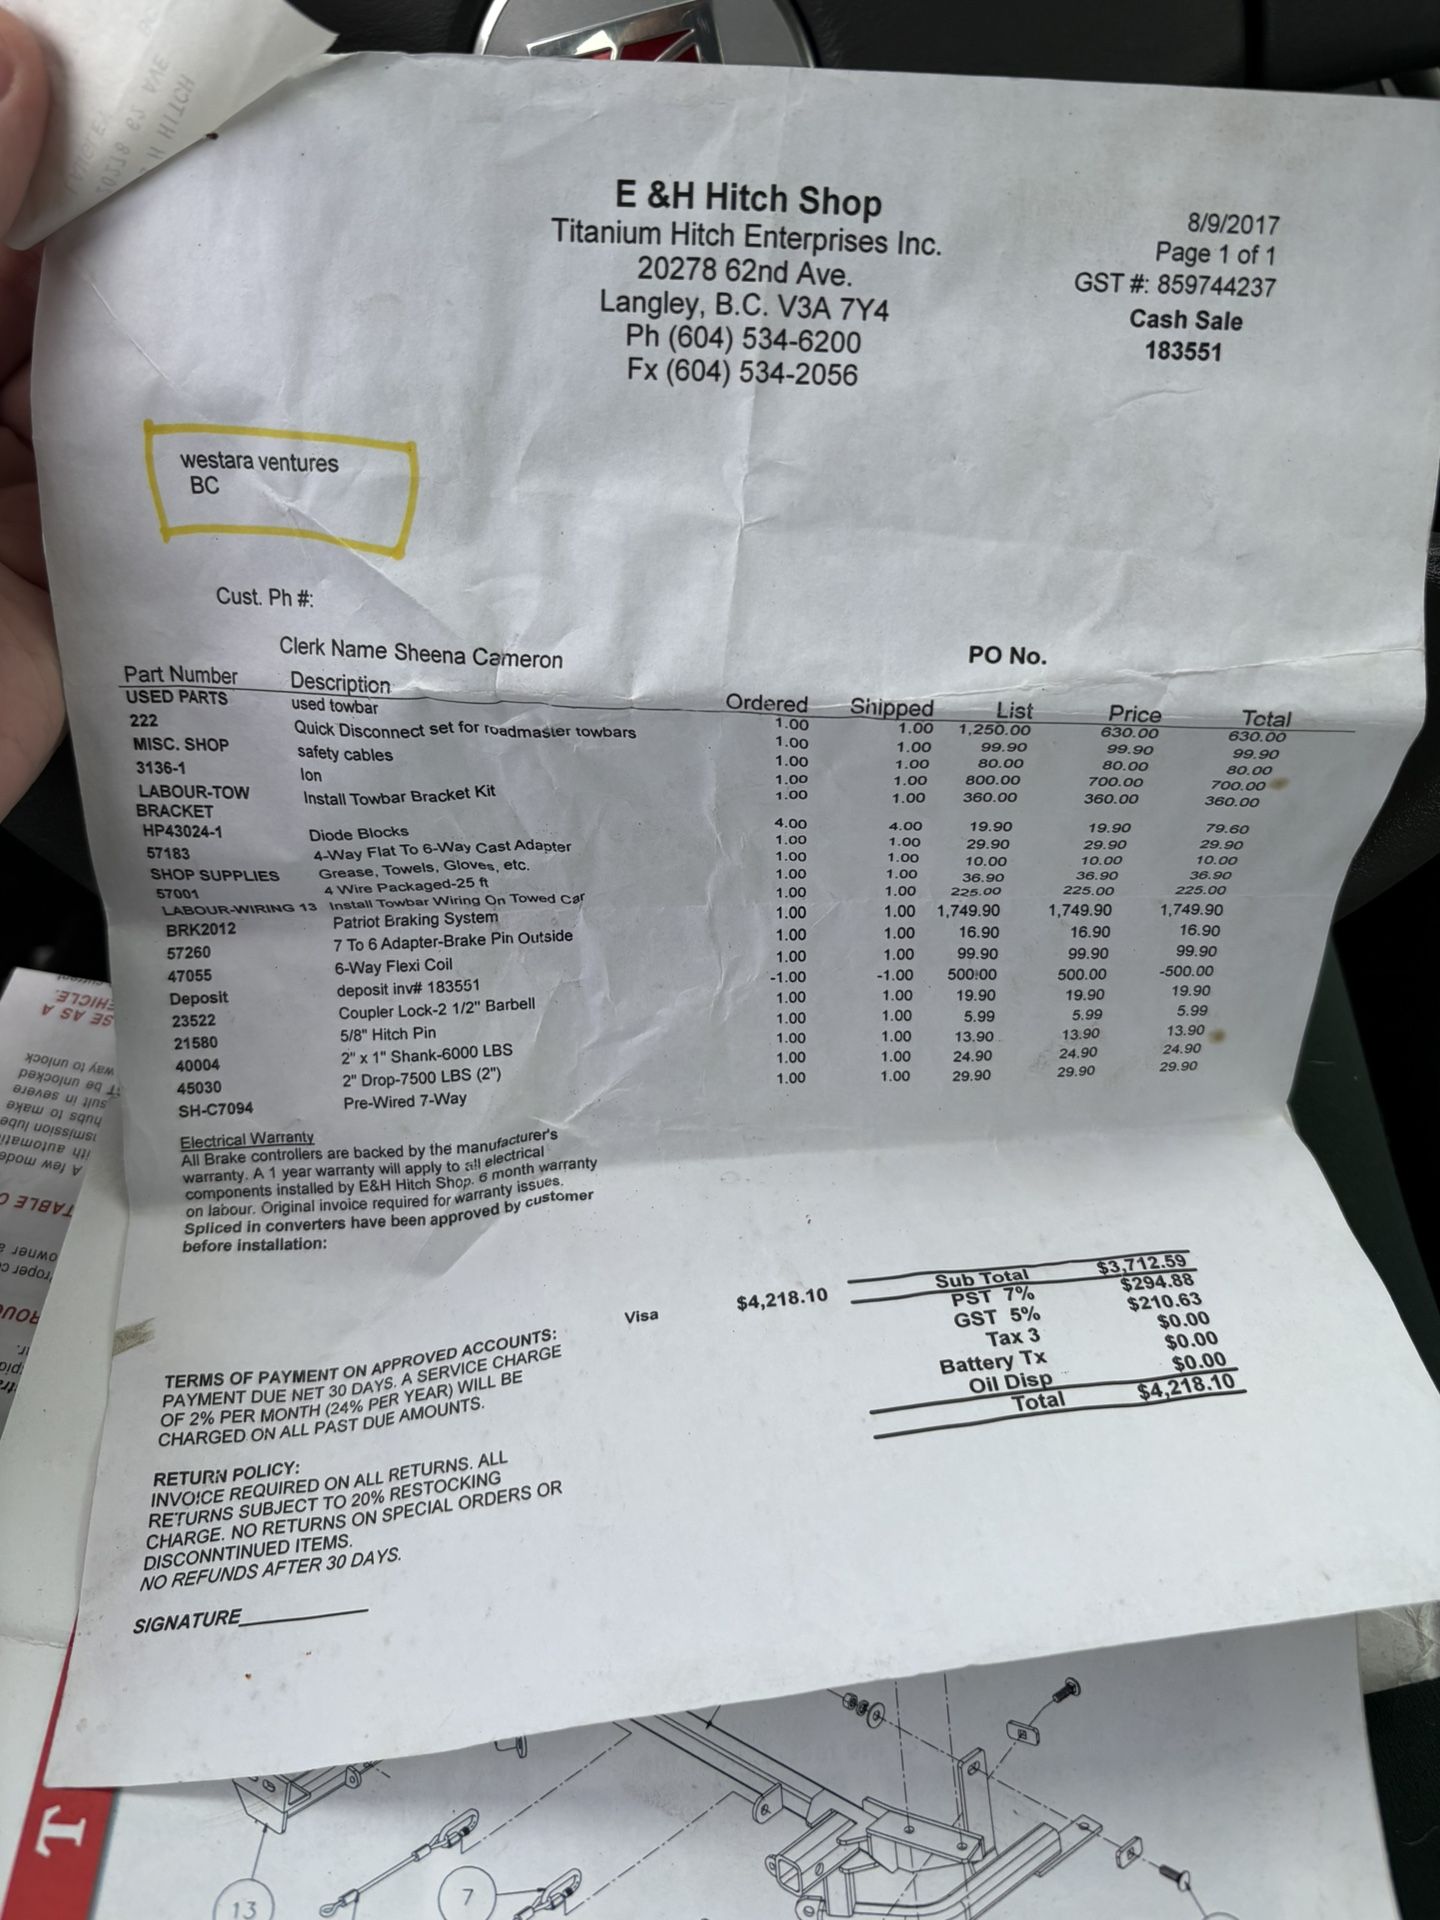 E &H Hitch Shop
Titanium Hitch Enterprises Inc.
20278 62nd Ave.
Langley, B.C. V3A 7Y4
Ph (604) 534-6200
Fx (604) 534-2056
8/9/2017
Page 1 of 1
GST #: 859744237
Cash Sale
183551
westara ventures
BC
Cust. Ph #:
Clerk Name Sheena Cameron
PO No.
Part Number Description Ordered Shipped List Price Total
USED PARTS used towbar 1.00 1.00 1,250.00 630.00 630.00
222 Quick Disconnect set for roadmaster towbars 1.00 1.00 99.90 99.90 99.90
MISC. SHOP safety cables 1.00 1.00 80.00 80.00 80.00
3136-1 Ion 1.00 1.00 800.00 700.00 700.00
LABOUR-TOW Install Towbar Bracket Kit 1.00 1.00 360.00 360.00 360.00
BRACKET
HP43024-1 Diode Blocks 4.00 4.00 19.90 19.90 79.60
57183 4-Way Flat To 6-Way Cast Adapter 1.00 1.00 29.90 29.90 29.90
SHOP SUPPLIES Grease, Towels, Gloves, etc. 1.00 1.00 10.00 10.00 10.00
57001 4 Wire Packaged-25 ft 1.00 1.00 36.90 36.90 36.90
LABOUR-WIRING 13 Install Towbar Wiring On Towed Car 1.00 1.00 225.00 225.00 225.00
BRK2012 Patriot Braking System 1.00 1.00 1,749.90 1,749.90 1,749.90
57260 7 To 6 Adapter-Brake Pin Outside 1.00 1.00 16.90 16.90 16.90
47055 6-Way Flexi Coil 1.00 1.00 99.90 99.90 99.90
Deposit deposit inv# 183551 -1.00 -1.00 500.00 500.00 -500.00
23522 Coupler Lock-2 1/2" Barbell 1.00 1.00 19.90 19.90 19.90
21580 5/8" Hitch Pin 1.00 1.00 5.99 5.99 5.99
40004 2" x 1" Shank-6000 LBS 1.00 1.00 13.90 13.90 13.90
45030 2" Drop-7500 LBS (2") 1.00 1.00 24.90 24.90 24.90
SH-C7094 Pre-Wired 7-Way 1.00 1.00 29.90 29.90 29.90
Electrical Warranty
All Brake controllers are backed by the manufacturer's
warranty. A 1 year warranty will apply to all electrical
components installed by E&H Hitch Shop. 6 month warranty
on labour. Original invoice required for warranty issues.
Spliced in converters have been approved by customer
before installation:
Visa $4,218.10
Sub Total $3,712.59
PST 7% $294.88
GST 5% $210.63
Tax 3 $0.00
Battery Tx $0.00
Oil Disp $0.00
Total $4,218.10
TERMS OF PAYMENT ON APPROVED ACCOUNTS:
PAYMENT DUE NET 30 DAYS. A SERVICE CHARGE
OF 2% PER MONTH (24% PER YEAR) WILL BE
CHARGED ON ALL PAST DUE AMOUNTS.
RETURN POLICY:
INVOICE REQUIRED ON ALL RETURNS. ALL
RETURNS SUBJECT TO 20% RESTOCKING
CHARGE. NO RETURNS ON SPECIAL ORDERS OR
DISCONNTINUED ITEMS.
NO REFUNDS AFTER 30 DAYS.
SIGNATURE
T
13
7